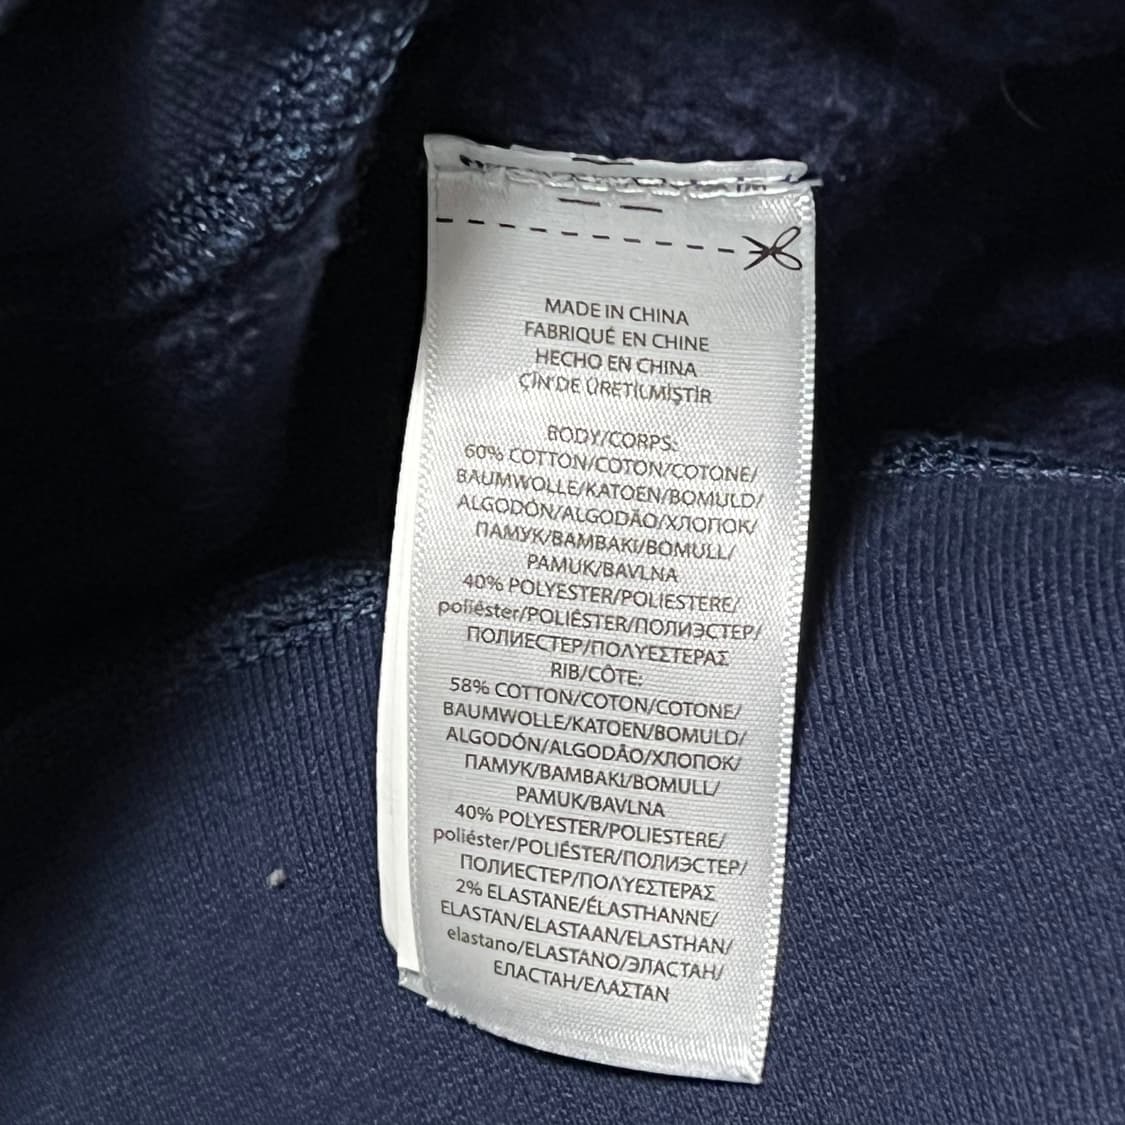 MADE IN CHINA
FABRIQUÉ EN CHINE
HECHO EN CHINA
ÇİN'DE ÜRETİLMİŞTİR
BODY/CORPS:
60% COTTON/COTON/COTONE/
BAUMWOLLE/KATOEN/BOMULD/
ALGODÓN/ALGODÃO/ХЛОПОК/
ПАМУК/ΒΑΜΒΑΚΙ/BOMULL/
PAMUK/BAVLNA
40% POLYESTER/POLIESTERE/
poliéster/POLIÉSTER/ПОЛИЭСТЕР/
ПОЛИЕСТЕР/ΠΟΛΥΕΣΤΕΡΑΣ
RIB/CÔTE:
58% COTTON/COTON/COTONE/
BAUMWOLLE/KATOEN/BOMULD/
ALGODÓN/ALGODÃO/ХЛОПОК/
ПАМУК/ΒΑΜΒΑΚΙ/BOMULL/
PAMUK/BAVLNA
40% POLYESTER/POLIESTERE/
poliéster/POLIÉSTER/ПОЛИЭСТЕР/
ПОЛИЕСТЕР/ΠΟΛΥΕΣΤΕΡΑΣ
2% ELASTANE/ÉLASTHANNE/
ELASTAN/ELASTAAN/ELASTHAN/
elastano/ELASTANO/ЭЛАСТАН/
ЕЛАСТАН/ΕΛΑΣΤΑΝ